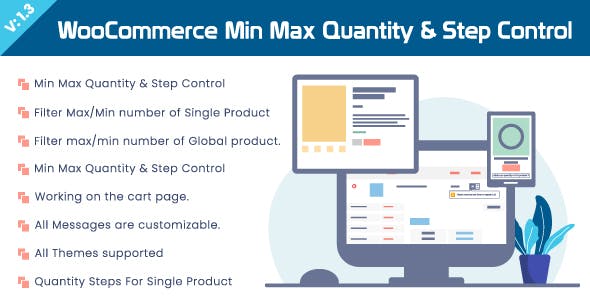 V: 1.3
WooCommerce Min Max Quantity & Step Control
Min Max Quantity & Step Control
Filter Max/Min number of Single Product
Filter max/min number of Global product.
Min Max Quantity & Step Control
Working on the cart page.
All Messages are customizable.
All Themes supported
Quantity Steps For Single Product